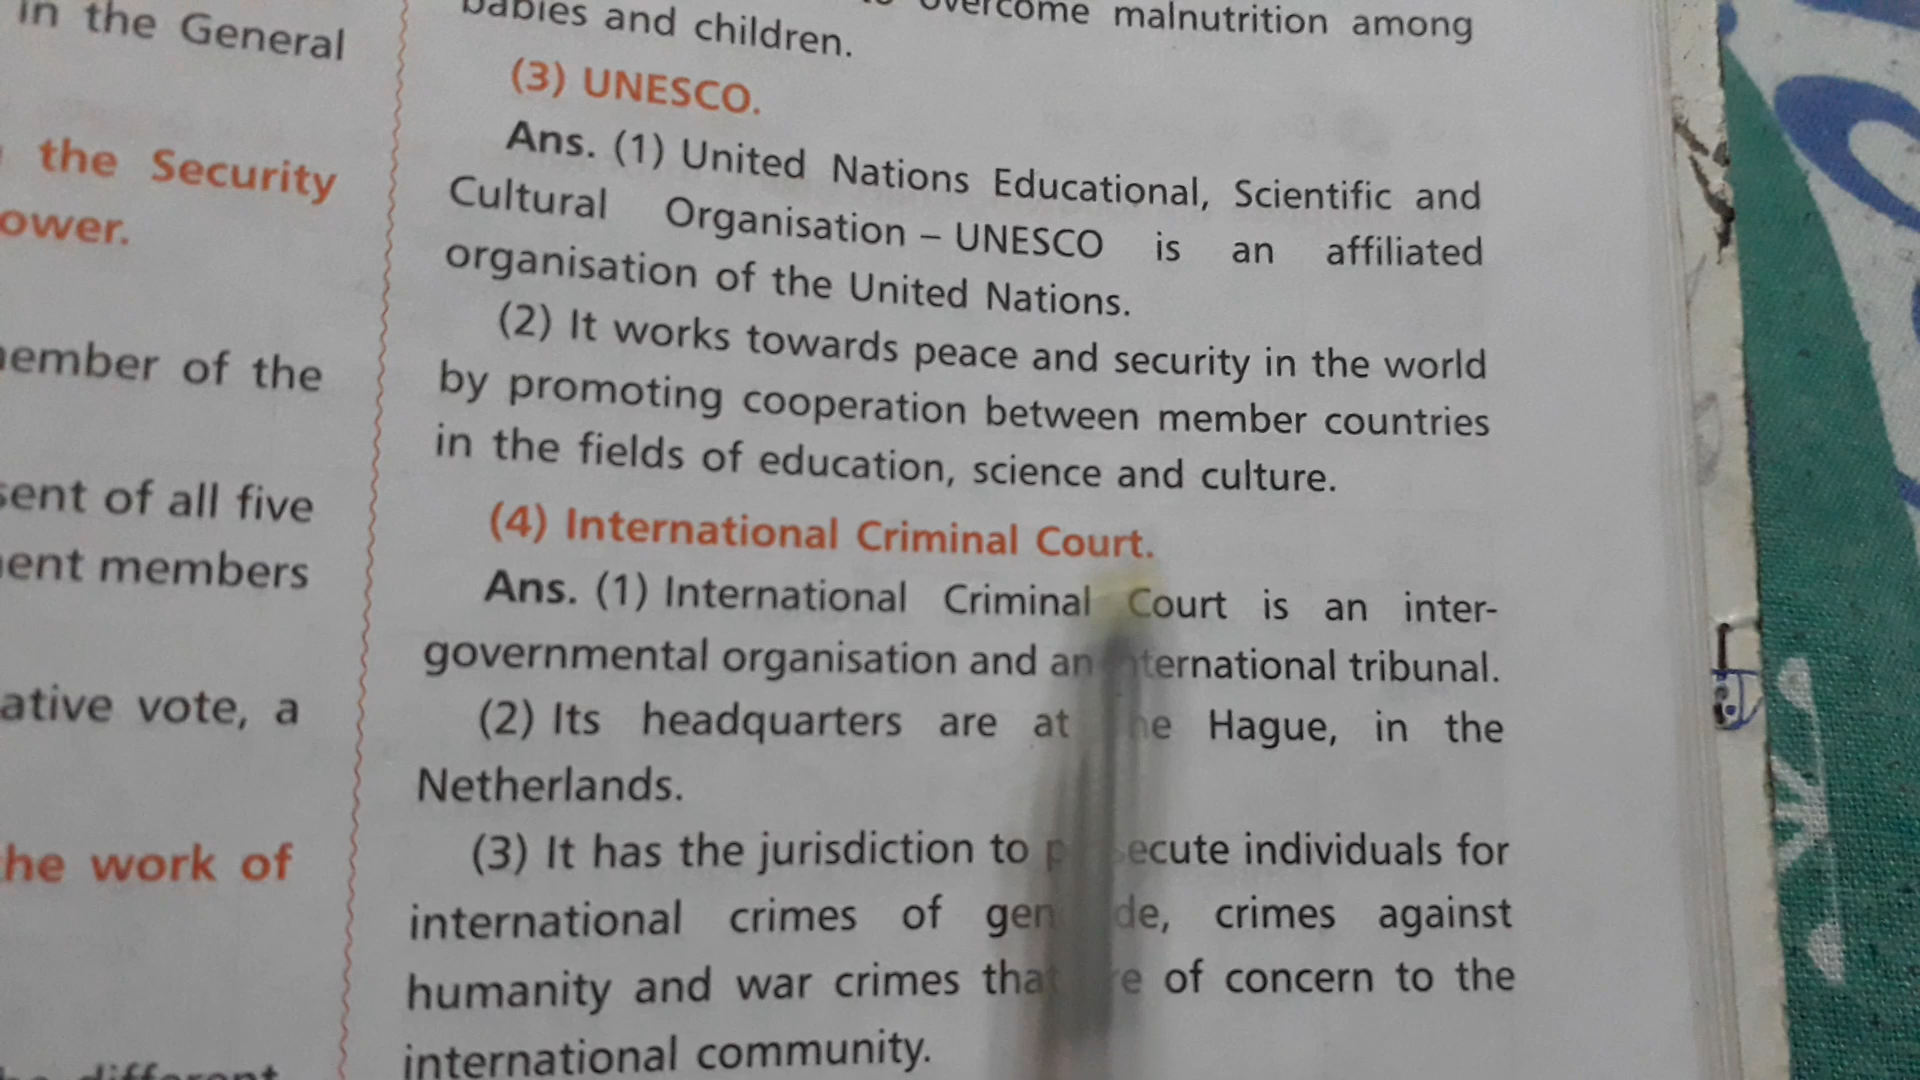 in the General
the Security
ower.
ember of the
sent of all five
ent members
ative vote, a
he work of
different
overcome malnutrition among
babies and children.
(3) UNESCO.
Ans. (1) United Nations Educational, Scientific and
Cultural Organisation – UNESCO is an affiliated
organisation of the United Nations.
(2) It works towards peace and security in the world
by promoting cooperation between member countries
in the fields of education, science and culture.
(4) International Criminal Court.
Ans. (1) International Criminal Court is an inter-
governmental organisation and an ternational tribunal.
(2) Its headquarters are at he Hague, in the
Netherlands.
(3) It has the jurisdiction to p ecute individuals for
international crimes of gen de, crimes against
humanity and war crimes that e of concern to the
international community.